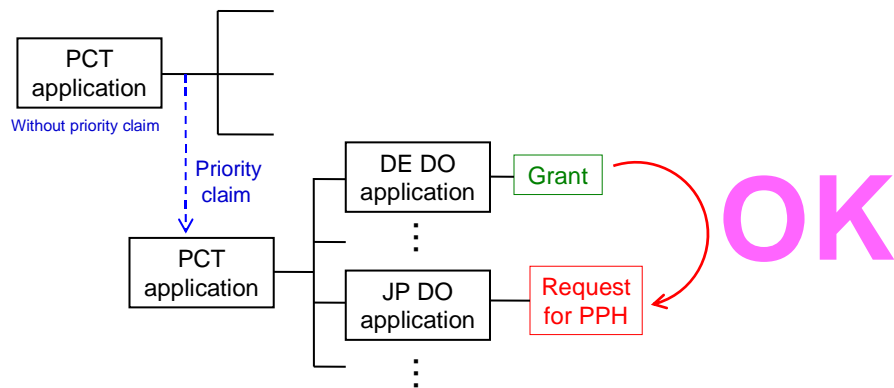 PCT
application
Without priority claim
Priority
claim
PCT
application
DE DO
application
Grant
OK
JP DO
application
Request
for PPH